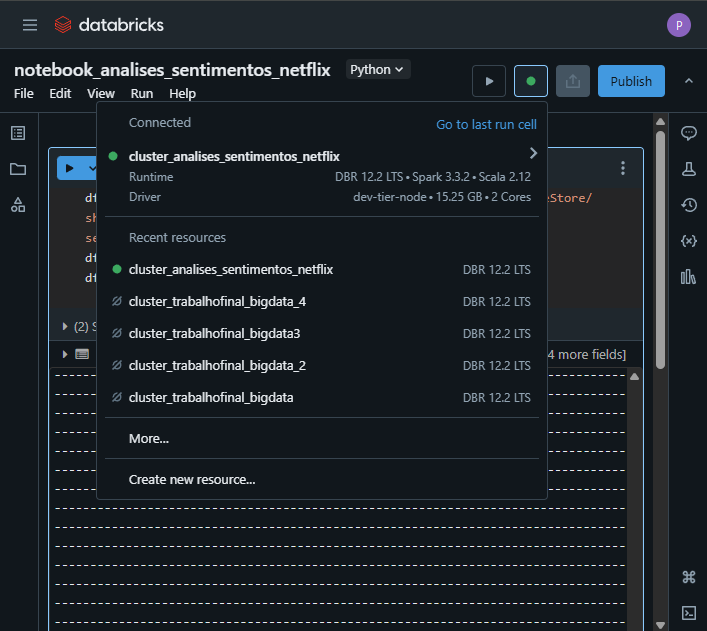 databricks
P
notebook_analises_sentimentos_netflix Python
File Edit View Run Help
Publish
Connected Go to last run cell
cluster_analises_sentimentos_netflix
Runtime DBR 12.2 LTS • Spark 3.3.2 • Scala 2.12
Driver dev-tier-node • 15.25 GB • 2 Cores
Recent resources
cluster_analises_sentimentos_netflix DBR 12.2 LTS
cluster_trabalhofinal_bigdata_4 DBR 12.2 LTS
cluster_trabalhofinal_bigdata3 DBR 12.2 LTS
cluster_trabalhofinal_bigdata_2 DBR 12.2 LTS
cluster_trabalhofinal_bigdata DBR 12.2 LTS
More...
Create new resource...
(2) S
4 more fields]